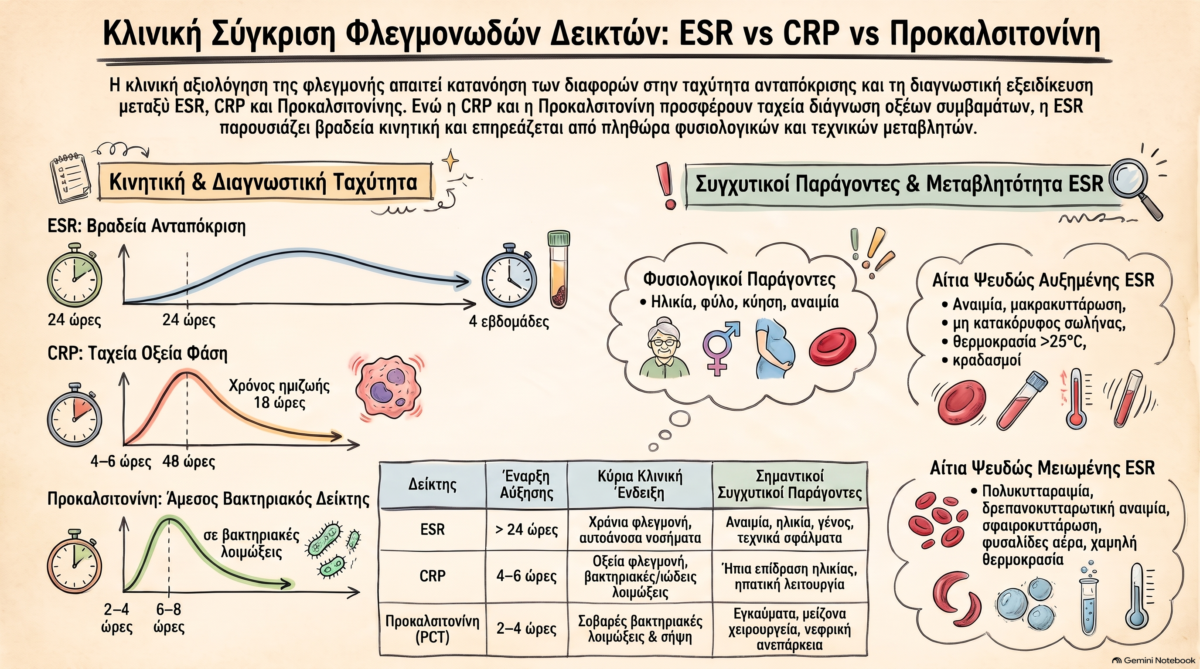 Κλινική Σύγκριση Φλεγμονωδών Δεικτών: ESR vs CRP vs Προκαλσιτονίνη
Η κλινική αξιολόγηση της φλεγμονής απαιτεί κατανόηση των διαφορών στην ταχύτητα ανταπόκρισης και τη διαγνωστική εξειδίκευση
μεταξύ ESR, CRP και Προκαλσιτονίνης. Ενώ η CRP και η Προκαλσιτονίνη προσφέρουν ταχεία διάγνωση οξέων συμβαμάτων, η ESR
παρουσιάζει βραδεία κινητική και επηρεάζεται από πληθώρα φυσιολογικών και τεχνικών μεταβλητών.
Κινητική & Διαγνωστική Ταχύτητα
ESR: Βραδεία Ανταπόκριση
24 ώρες
24 ώρες
4 εβδομάδες
CRP: Ταχεία Οξεία Φάση
Χρόνος ημιζωής
18 ώρες
4–6 ώρες
48 ώρες
Προκαλσιτονίνη: Άμεσος Βακτηριακός Δείκτης
σε βακτηριακές
λοιμώξεις
2–4
ώρες
6–8
ώρες
Συγχυτικοί Παράγοντες & Μεταβλητότητα ESR
Φυσιολογικοί Παράγοντες
• Ηλικία, φύλο, κύηση, αναιμία
Αίτια Ψευδώς Αυξημένης ESR
• Αναιμία, μακρακυττάρωση,
• μη κατακόρυφος σωλήνας,
• θερμοκρασία >25°C,
• κραδασμοί
Αίτια Ψευδώς Μειωμένης ESR
• Πολυκυτταραιμία,
δρεπανοκυτταρωτική αναιμία,
σφαιροκυττάρωση,
φυσαλίδες αέρα, χαμηλή
θερμοκρασία
Δείκτης
Έναρξη
Αύξησης
Κύρια Κλινική
Ένδειξη
Σημαντικοί
Συγχυτικοί Παράγοντες
ESR
> 24 ώρες
Χρόνια φλεγμονή,
αυτοάνοσα νοσήματα
Αναιμία, ηλικία, γένος,
τεχνικά σφάλματα
CRP
4–6 ώρες
Οξεία φλεγμονή,
βακτηριακές/ιώδεις
λοιμώξεις
Ήπια επίδραση ηλικίας,
ηπατική λειτουργία
Προκαλσιτονίνη
(PCT)
2–4 ώρες
Σοβαρές βακτηριακές
λοιμώξεις & σήψη
Εγκαύματα, μείζονα
χειρουργεία, νεφρική
ανεπάρκεια
Gemini Notebook